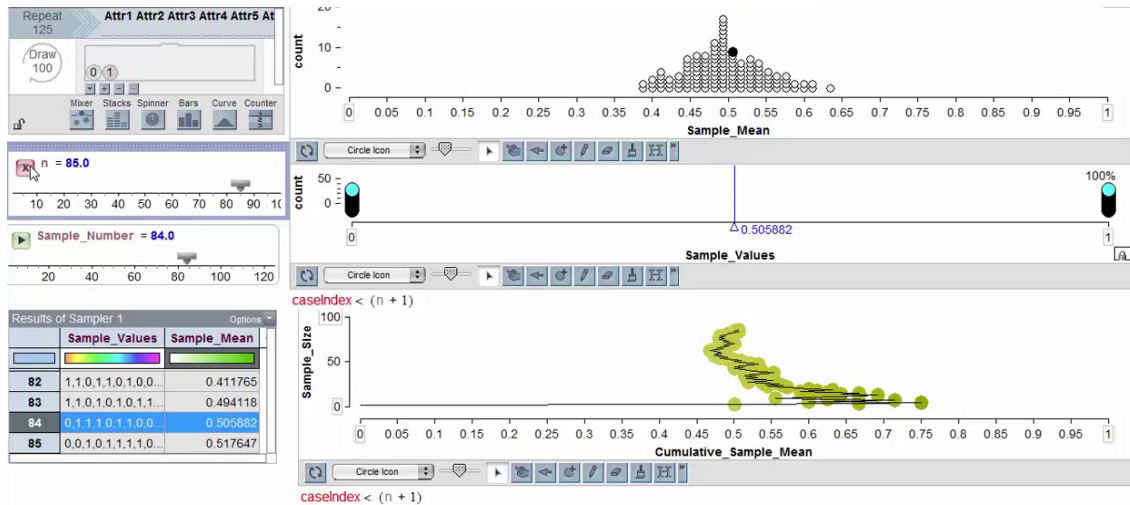 Repeat
125
Attr1 Attr2 Attr3 Attr4 Attr5 At
Draw
100
0 1
Mixer Stacks Spinner Bars Curve Counter
n = 85.0
10 20 30 40 50 60 70 80 90 1(
Sample_Number = 84.0
20 40 60 80 100 120
Results of Sampler 1 Options
Sample_Values Sample_Mean
82 1,1,0,1,1,0,1,0,0... 0.411765
83 1,1,0,1,0,1,0,1,1... 0.494118
84 0,1,1,1,0,1,1,0,0... 0.505882
85 0,0,1,0,1,1,1,1,0... 0.517647
count
20
10
0
0 0.05 0.1 0.15 0.2 0.25 0.3 0.35 0.4 0.45 0.5 0.55 0.6 0.65 0.7 0.75 0.8 0.85 0.9 0.95 1
Sample_Mean
Circle Icon
count
50
0
100%
0.505882
0 1
Sample_Values
Circle Icon
caseIndex < (n + 1)
Sample_Size
100
50
0
0 0.05 0.1 0.15 0.2 0.25 0.3 0.35 0.4 0.45 0.5 0.55 0.6 0.65 0.7 0.75 0.8 0.85 0.9 0.95 1
Cumulative_Sample_Mean
Circle Icon
caseIndex < (n + 1)